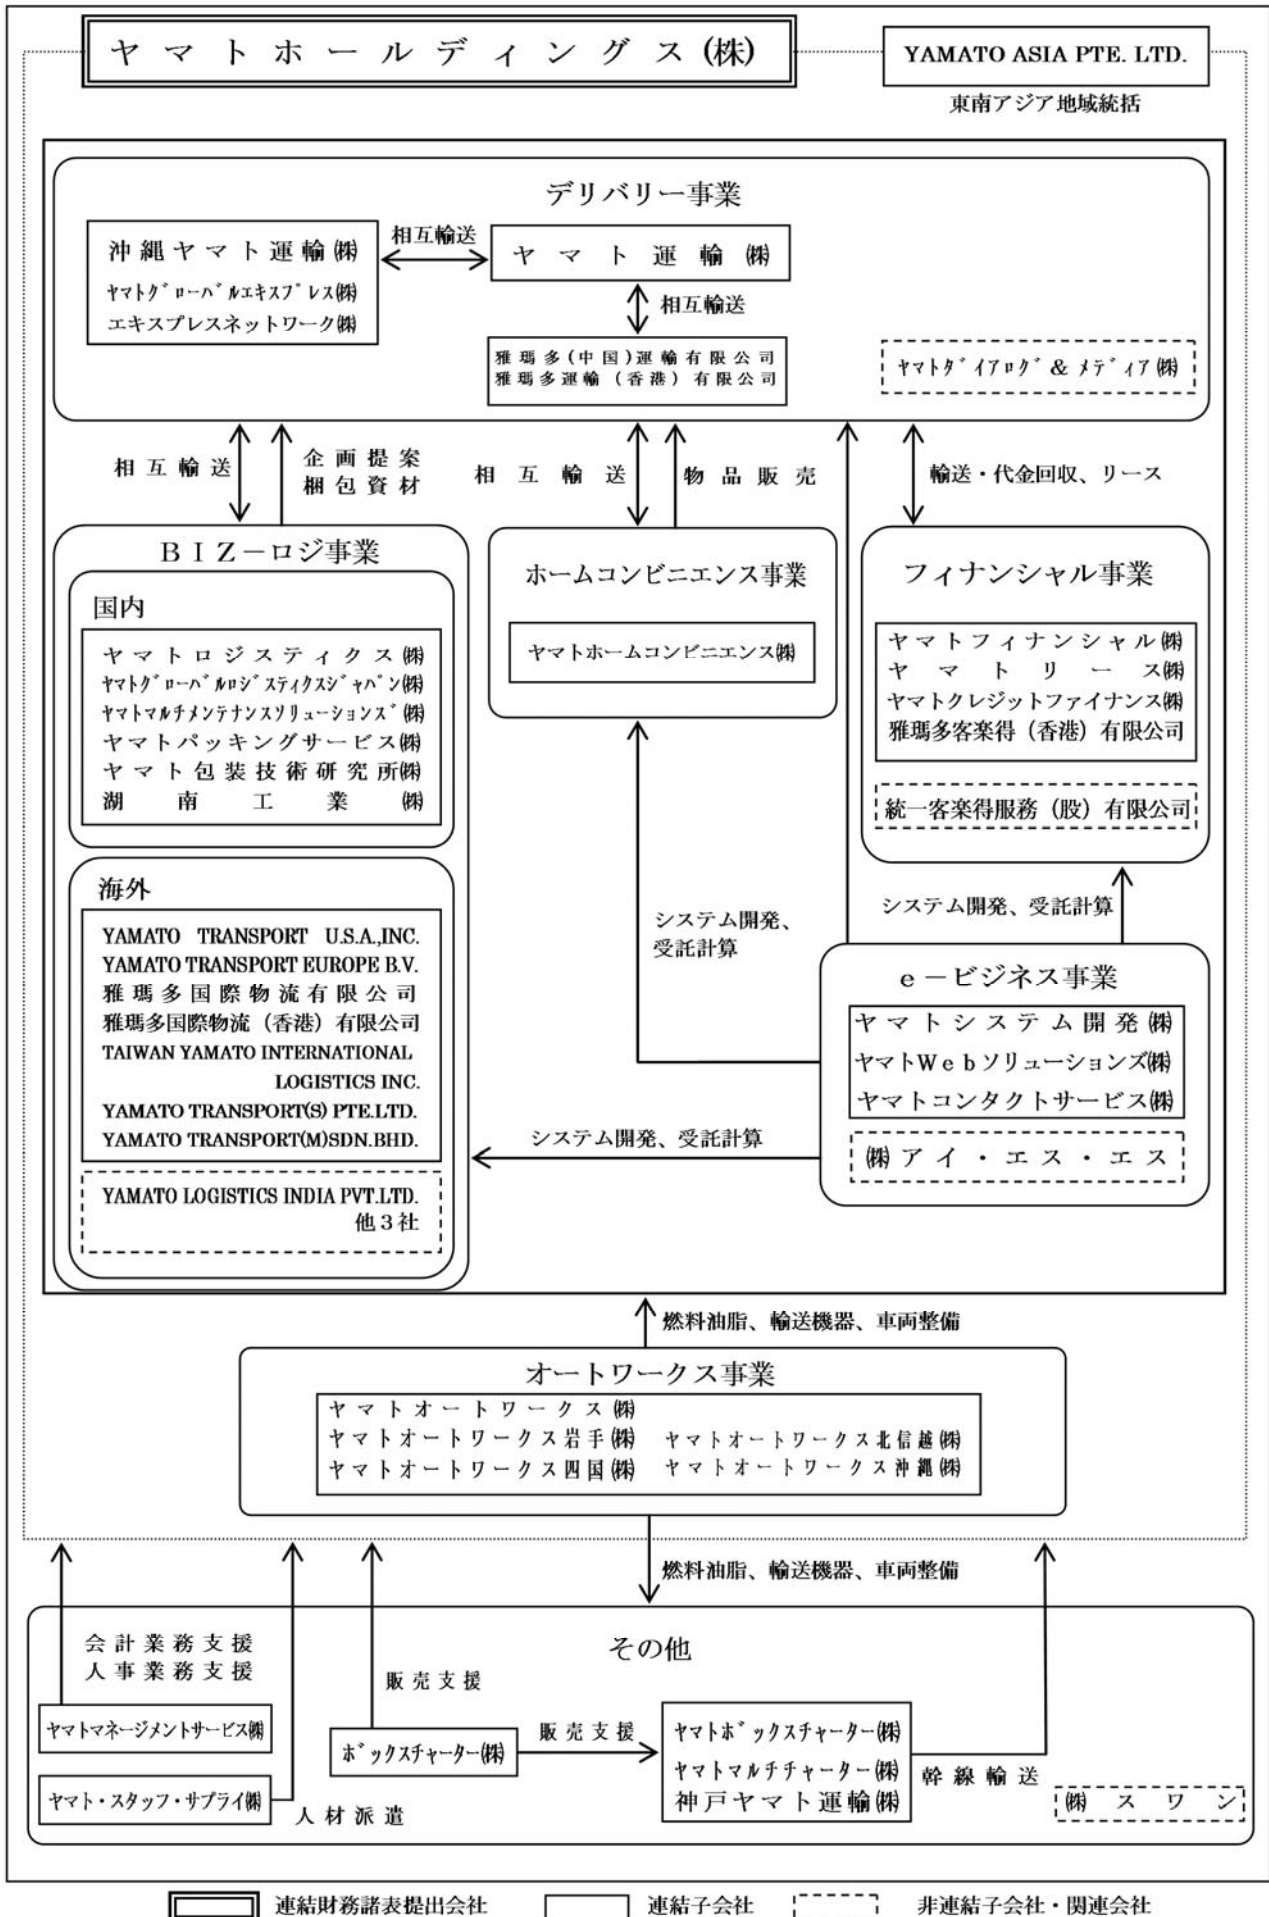 ヤマトホールディングス(株)
YAMATO ASIA PTE. LTD.
東南アジア地域統括
デリバリー事業
沖縄ヤマト運輸㈱
ヤマトグローバルエキスプレス㈱
エキスプレスネットワーク㈱
相互輸送
ヤマト運輸㈱
相互輸送
雅瑪多(中国)運輸有限公司
雅瑪多運輸(香港)有限公司
ヤマトダイアログ&メディア㈱
相互輸送
企画提案
梱包資材
相互輸送
物品販売
輸送・代金回収、リース
BIZ-ロジ事業
国内
ヤマトロジスティクス㈱
ヤマトグローバルロジスティクスジャパン㈱
ヤマトマルチメンテナンスソリューションズ㈱
ヤマトパッキングサービス㈱
ヤマト包装技術研究所㈱
湖南工業㈱
海外
YAMATO TRANSPORT U.S.A.,INC.
YAMATO TRANSPORT EUROPE B.V.
雅瑪多国際物流有限公司
雅瑪多国際物流(香港)有限公司
TAIWAN YAMATO INTERNATIONAL
LOGISTICS INC.
YAMATO TRANSPORT(S) PTE.LTD.
YAMATO TRANSPORT(M)SDN.BHD.
YAMATO LOGISTICS INDIA PVT.LTD.
他3社
ホームコンビニエンス事業
ヤマトホームコンビニエンス㈱
フィナンシャル事業
ヤマトフィナンシャル㈱
ヤマトリース㈱
ヤマトクレジットファイナンス㈱
雅瑪多客楽得(香港)有限公司
統一客楽得服務(股)有限公司
システム開発、
受託計算
システム開発、受託計算
e-ビジネス事業
ヤマトシステム開発㈱
ヤマトWebソリューションズ㈱
ヤマトコンタクトサービス㈱
㈱アイ・エス・エス
システム開発、受託計算
燃料油脂、輸送機器、車両整備
オートワークス事業
ヤマトオートワークス㈱
ヤマトオートワークス岩手㈱ ヤマトオートワークス北信越㈱
ヤマトオートワークス四国㈱ ヤマトオートワークス沖縄㈱
燃料油脂、輸送機器、車両整備
その他
会計業務支援
人事業務支援
ヤマトマネージメントサービス㈱
ヤマト・スタッフ・サプライ㈱
人材派遣
販売支援
ボックスチャーター㈱
販売支援
ヤマトボックスチャーター㈱
ヤマトマルチチャーター㈱
神戸ヤマト運輸㈱
幹線輸送
㈱スワン
連結財務諸表提出会社 連結子会社 非連結子会社・関連会社